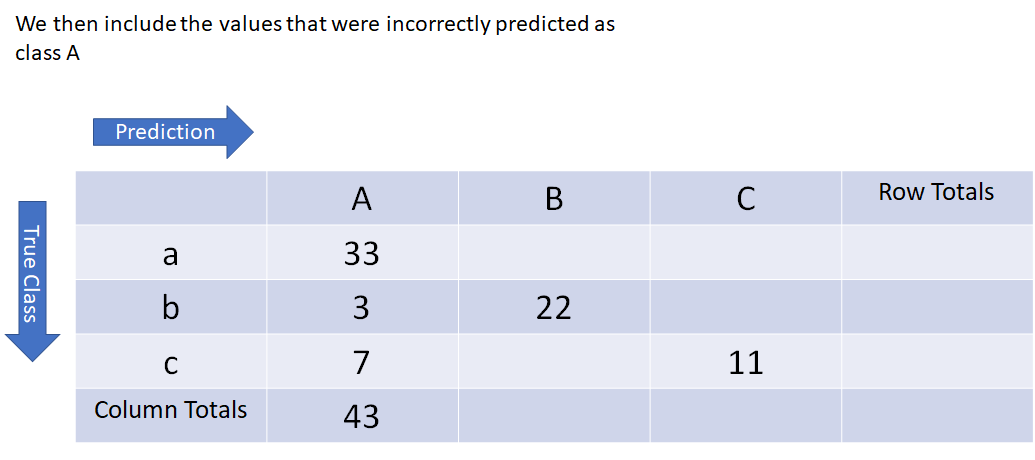 We then include the values that were incorrectly predicted as
class A
Prediction
True Class
A B C Row Totals
a 33
b 3 22
c 7 11
Column Totals 43